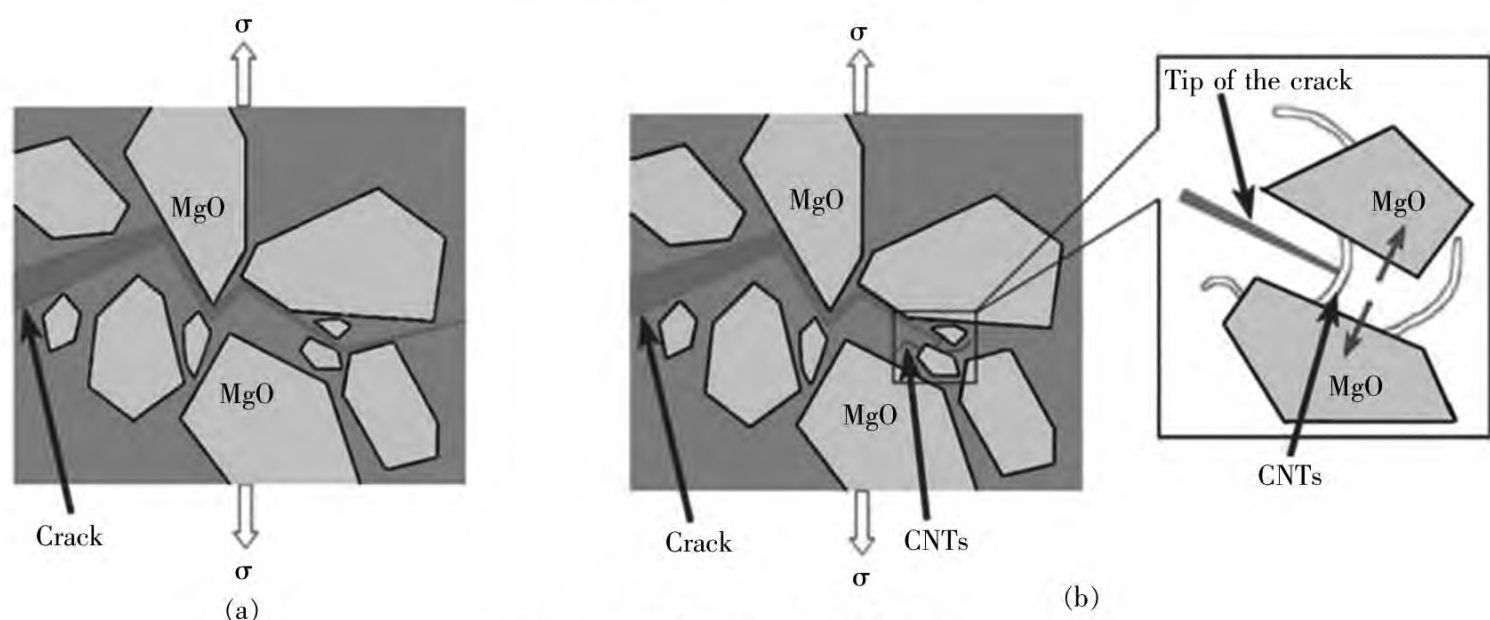 σ
MgO
MgO
Crack
σ
(a)
σ
MgO
MgO
Crack
CNTs
σ
(b)
Tip of the crack
MgO
MgO
CNTs